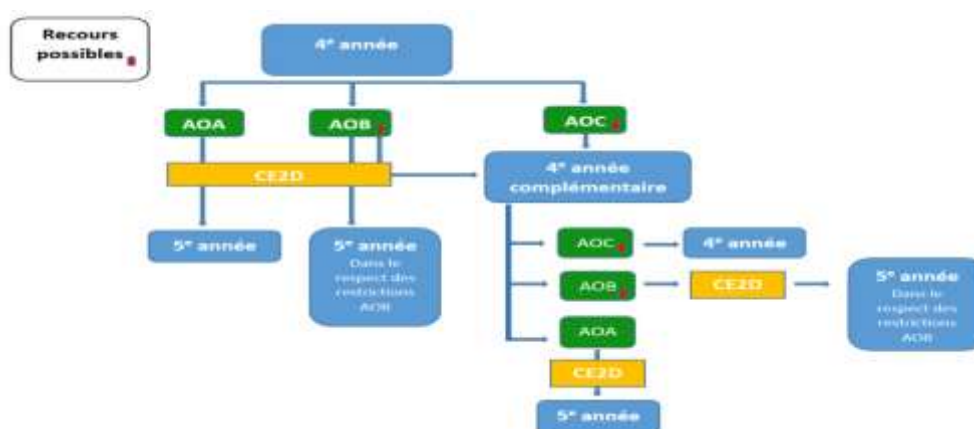 Recours
possibles
4e année
AOA
AOB
AOC
CE2D
4e année
complémentaire
5e année
5e année
Dans le
respect des
restrictions
AOB
AOC
4e année
AOB
CE2D
5e année
Dans le
respect des
restrictions
AOB
AOA
CE2D
5e année